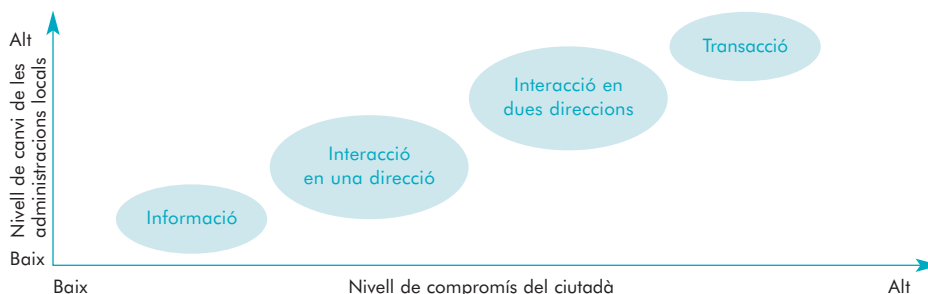 Alt
Nivell de canvi de les
administracions locals
Baix
Transacció
Interacció en
dues direccions
Interacció
en una direcció
Informació
Baix
Nivell de compromís del ciutadà
Alt